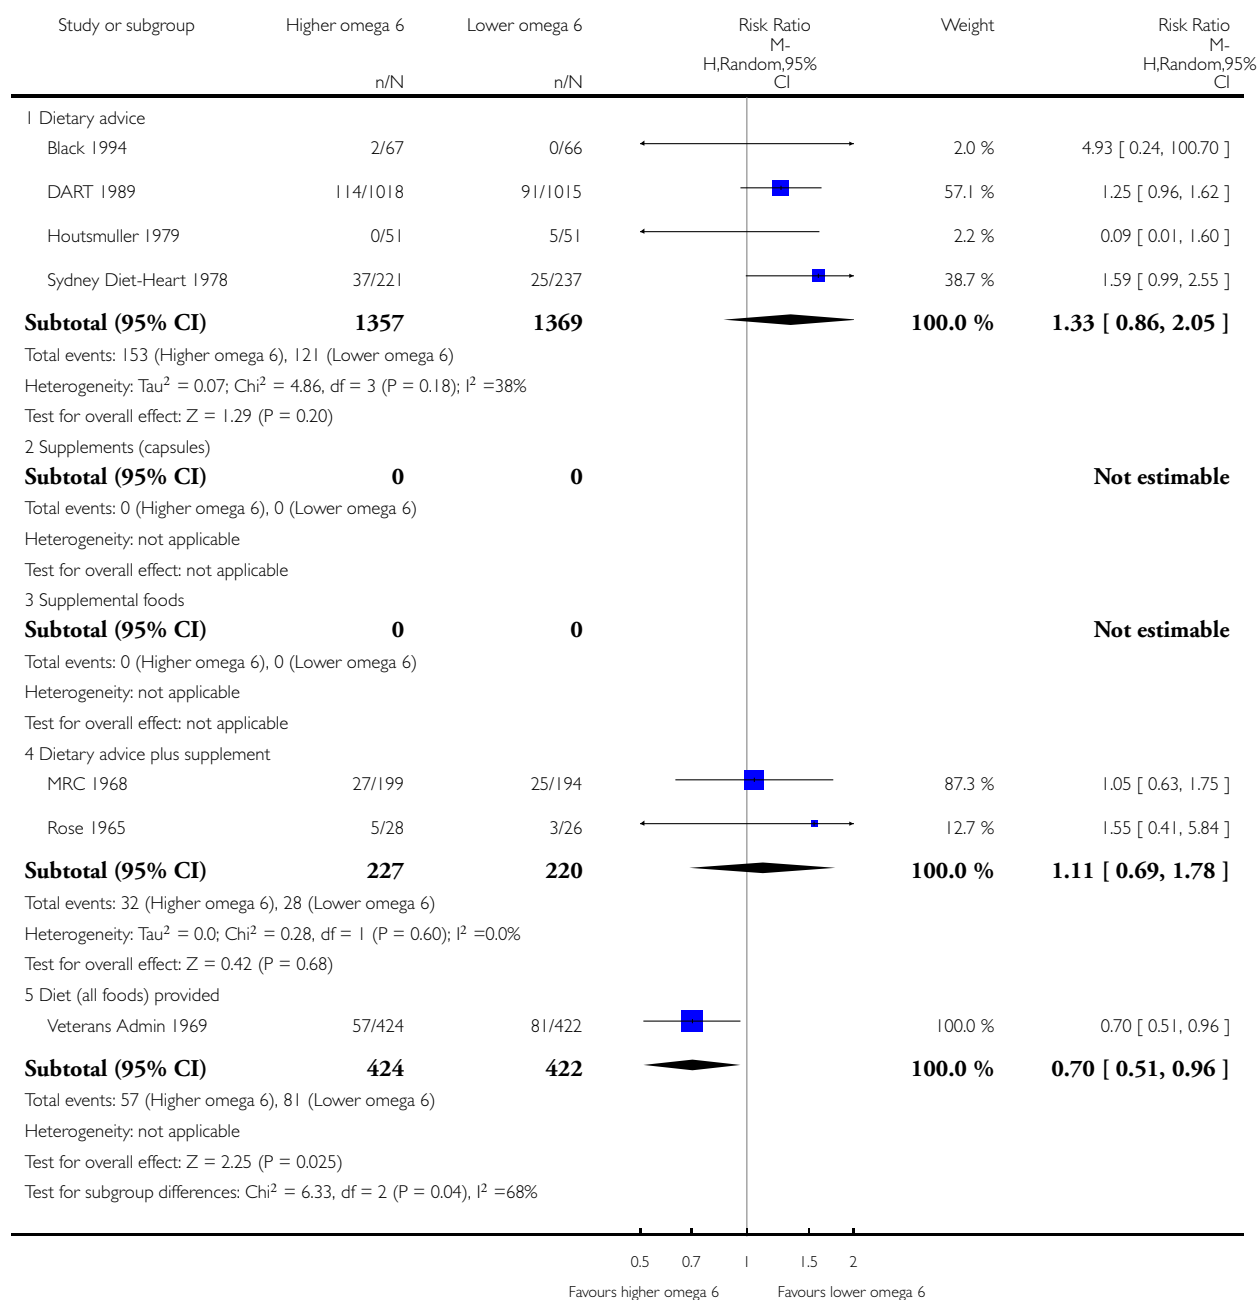 Study or subgroup Higher omega 6 Lower omega 6 Risk Ratio Weight Risk Ratio
M- M-
H,Random,95% H,Random,95%
n/N n/N CI CI
1 Dietary advice
Black 1994 2/67 0/66 2.0 % 4.93 [ 0.24, 100.70 ]
DART 1989 114/1018 91/1015 57.1 % 1.25 [ 0.96, 1.62 ]
Houtsmuller 1979 0/51 5/51 2.2 % 0.09 [ 0.01, 1.60 ]
Sydney Diet-Heart 1978 37/221 25/237 38.7 % 1.59 [ 0.99, 2.55 ]
Subtotal (95% CI) 1357 1369 100.0 % 1.33 [ 0.86, 2.05 ]
Total events: 153 (Higher omega 6), 121 (Lower omega 6)
Heterogeneity: Tau² = 0.07; Chi² = 4.86, df = 3 (P = 0.18); I² =38%
Test for overall effect: Z = 1.29 (P = 0.20)
2 Supplements (capsules)
Subtotal (95% CI) 0 0 Not estimable
Total events: 0 (Higher omega 6), 0 (Lower omega 6)
Heterogeneity: not applicable
Test for overall effect: not applicable
3 Supplemental foods
Subtotal (95% CI) 0 0 Not estimable
Total events: 0 (Higher omega 6), 0 (Lower omega 6)
Heterogeneity: not applicable
Test for overall effect: not applicable
4 Dietary advice plus supplement
MRC 1968 27/199 25/194 87.3 % 1.05 [ 0.63, 1.75 ]
Rose 1965 5/28 3/26 12.7 % 1.55 [ 0.41, 5.84 ]
Subtotal (95% CI) 227 220 100.0 % 1.11 [ 0.69, 1.78 ]
Total events: 32 (Higher omega 6), 28 (Lower omega 6)
Heterogeneity: Tau² = 0.0; Chi² = 0.28, df = 1 (P = 0.60); I² =0.0%
Test for overall effect: Z = 0.42 (P = 0.68)
5 Diet (all foods) provided
Veterans Admin 1969 57/424 81/422 100.0 % 0.70 [ 0.51, 0.96 ]
Subtotal (95% CI) 424 422 100.0 % 0.70 [ 0.51, 0.96 ]
Total events: 57 (Higher omega 6), 81 (Lower omega 6)
Heterogeneity: not applicable
Test for overall effect: Z = 2.25 (P = 0.025)
Test for subgroup differences: Chi² = 6.33, df = 2 (P = 0.04), I² =68%
0.5 0.7 1 1.5 2
Favours higher omega 6 Favours lower omega 6